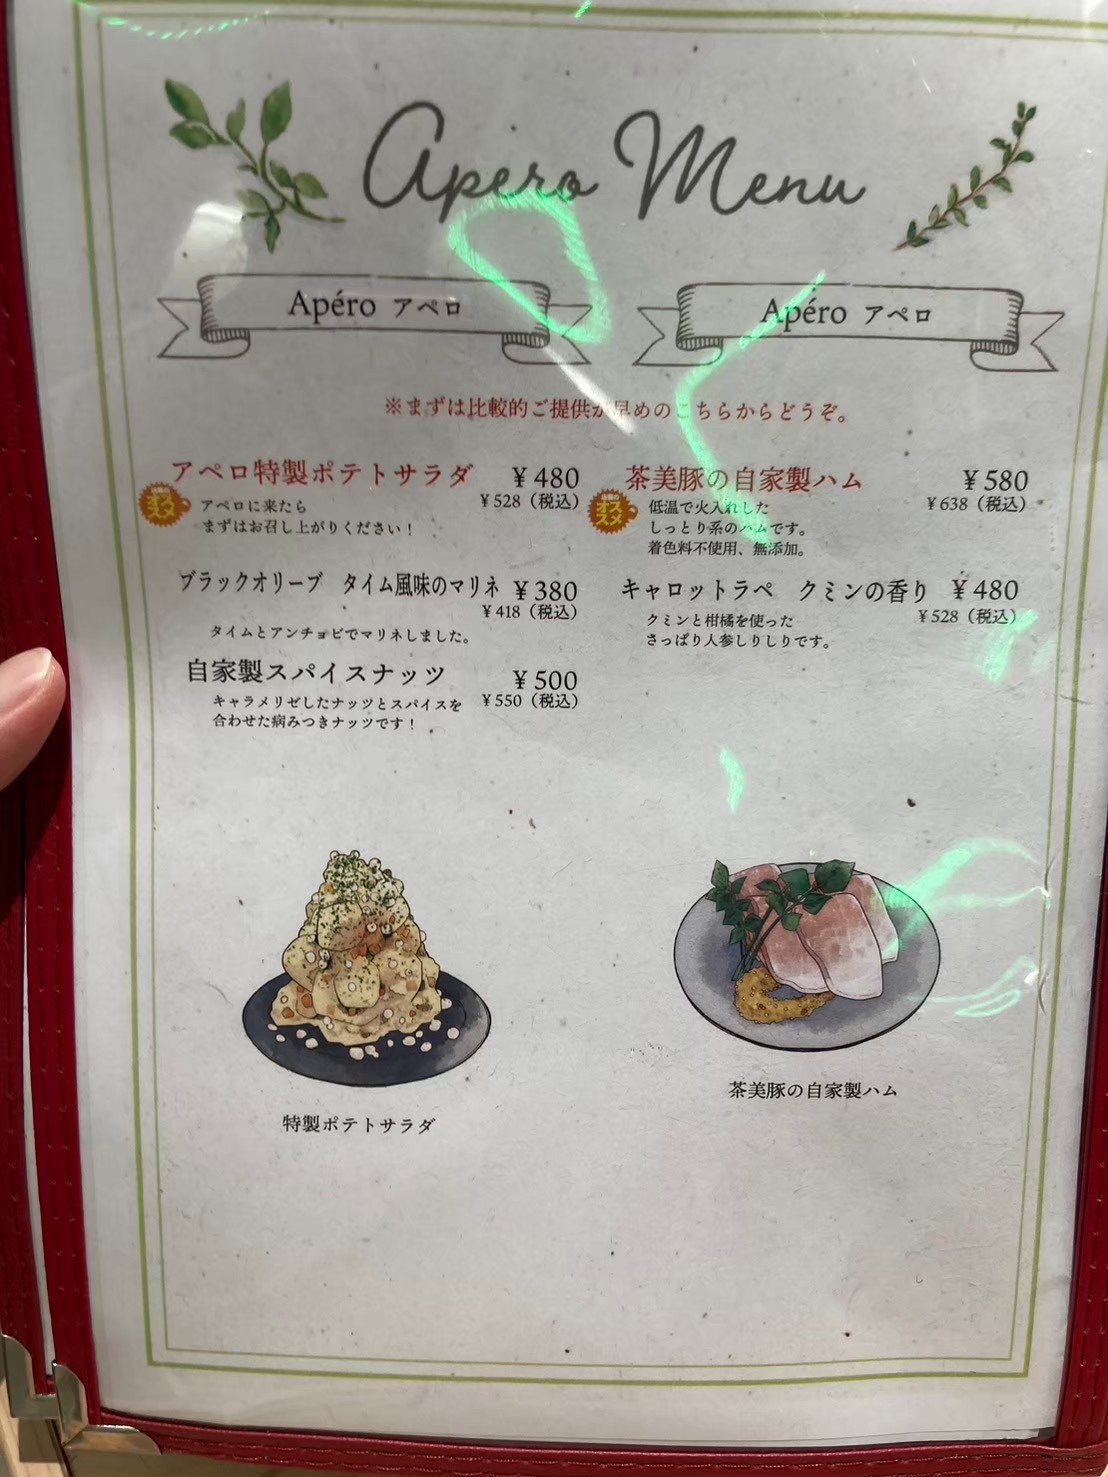 Apero Menu
Apéro アペロ
Apéro アペロ
※まずは比較的ご提供が早めのこちらからどうぞ。
アペロ特製ポテトサラダ ¥480
¥528（税込）
オススメ
アペロに来たら
まずはお召し上がりください！
ブラックオリーブ タイム風味のマリネ ¥380
¥418（税込）
タイムとアンチョビでマリネしました。
自家製スパイスナッツ ¥500
¥550（税込）
キャラメリゼしたナッツとスパイスを
合わせた病みつきナッツです！
茶美豚の自家製ハム ¥580
¥638（税込）
オススメ
低温で火入れした
しっとり系のハムです。
着色料不使用、無添加。
キャロットラペ クミンの香り ¥480
¥528（税込）
クミンと柑橘を使った
さっぱり人参しりしりです。
特製ポテトサラダ
茶美豚の自家製ハム